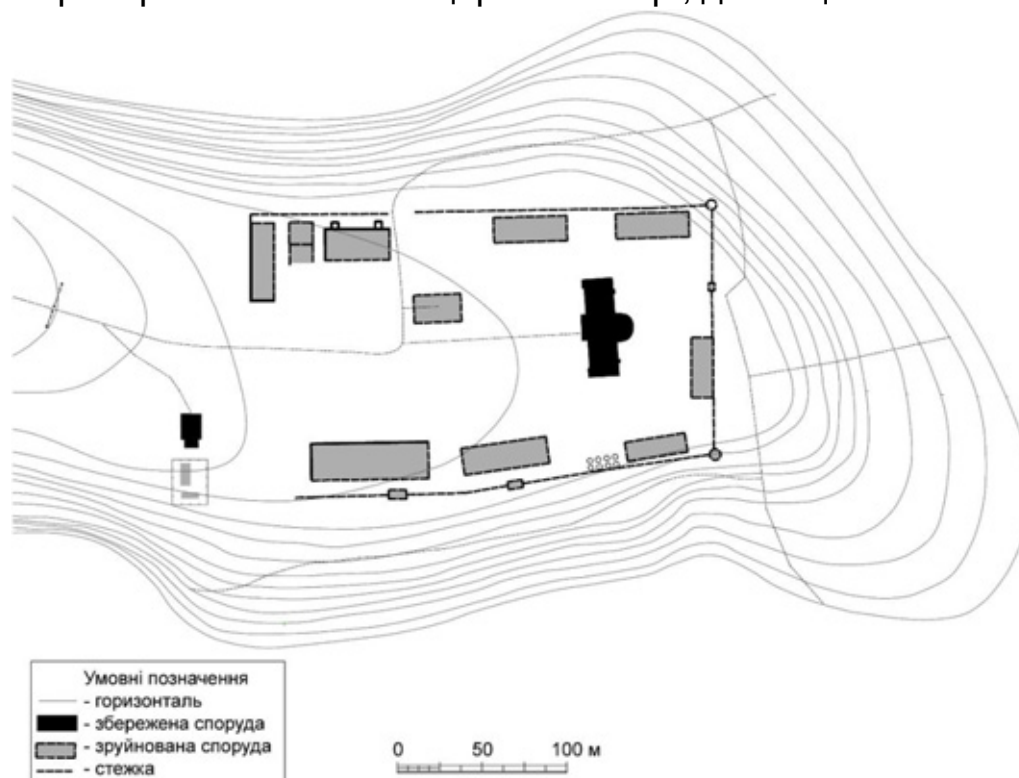 Умовні позначення
- горизонталь
- збережена споруда
- зруйнована споруда
- стежка
0 50 100 м